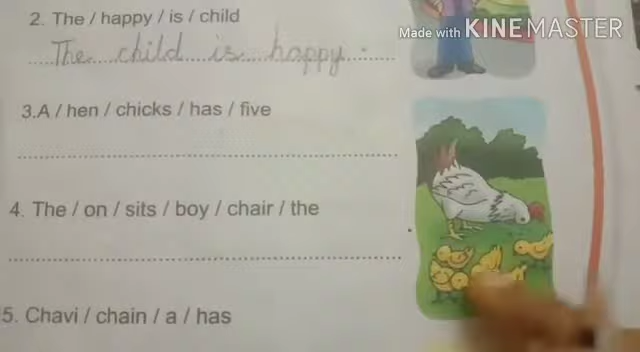 2. The / happy / is / child
Made with KINEMASTER
The child is happy.
3.A / hen / chicks / has / five
4. The / on / sits / boy / chair / the
5. Chavi / chain / a / has